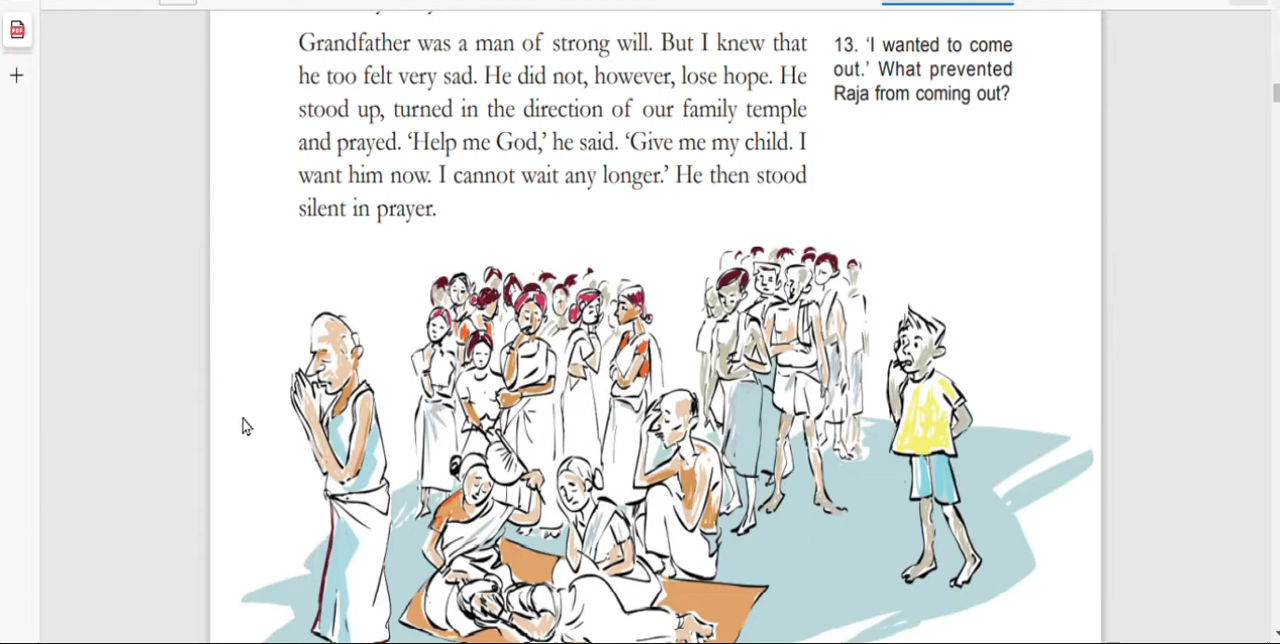 Grandfather was a man of strong will. But I knew that
he too felt very sad. He did not, however, lose hope. He
stood up, turned in the direction of our family temple
and prayed. ‘Help me God,’ he said. ‘Give me my child. I
want him now. I cannot wait any longer.’ He then stood
silent in prayer.
13. ‘I wanted to come
out.’ What prevented
Raja from coming out?
PDF